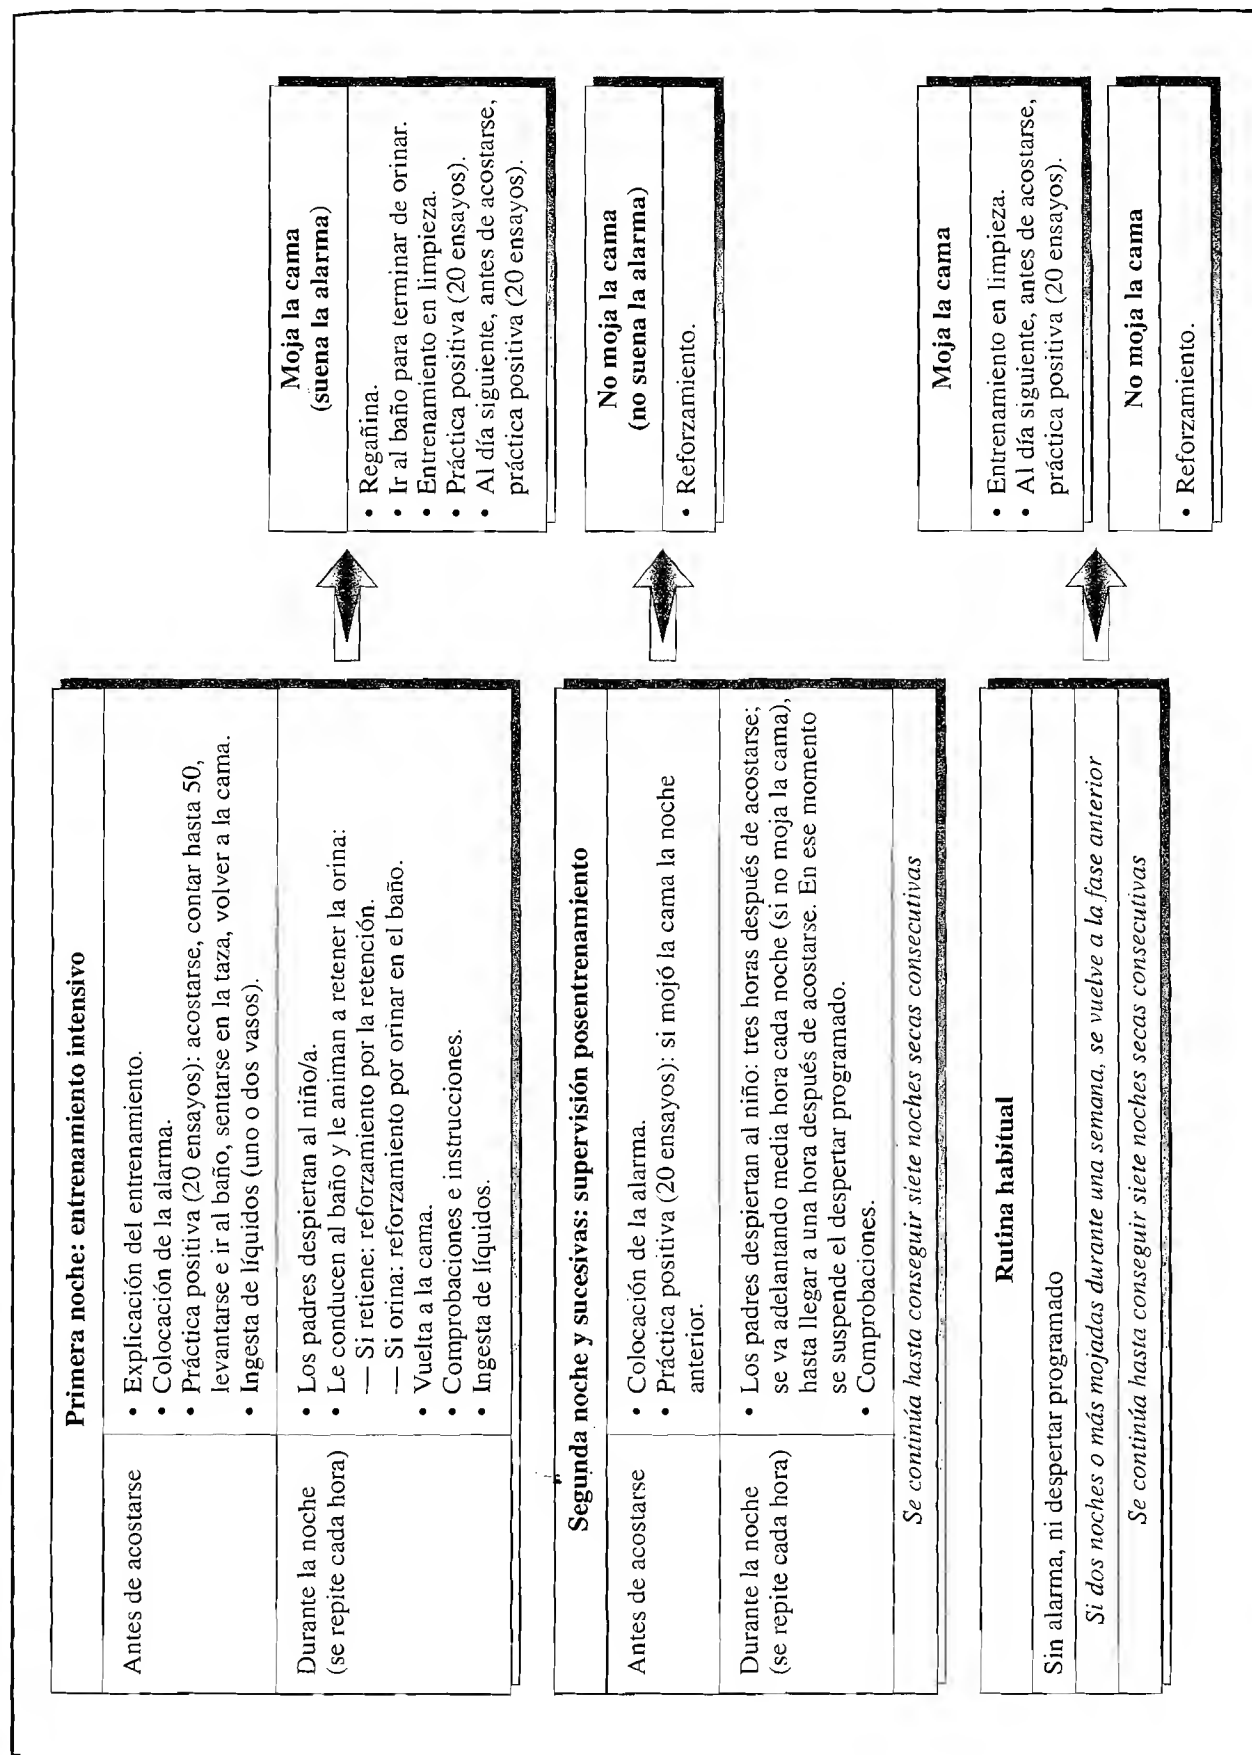 Primera noche: entrenamiento intensivo
Antes de acostarse
• Explicación del entrenamiento.
• Colocación de la alarma.
• Práctica positiva (20 ensayos): acostarse, contar hasta 50,
levantarse e ir al baño, sentarse en la taza, volver a la cama.
• Ingesta de líquidos (uno o dos vasos).
Durante la noche
(se repite cada hora)
• Los padres despiertan al niño/a.
• Le conducen al baño y le animan a retener la orina:
— Si retiene: reforzamiento por la retención.
— Si orina: reforzamiento por orinar en el baño.
• Vuelta a la cama.
• Comprobaciones e instrucciones.
• Ingesta de líquidos.
Moja la cama
(suena la alarma)
• Regañina.
• Ir al baño para terminar de orinar.
• Entrenamiento en limpieza.
• Práctica positiva (20 ensayos).
• Al día siguiente, antes de acostarse,
práctica positiva (20 ensayos).
Segunda noche y sucesivas: supervisión posentrenamiento
Antes de acostarse
• Colocación de la alarma.
• Práctica positiva (20 ensayos): si mojó la cama la noche
anterior.
Durante la noche
(se repite cada hora)
• Los padres despiertan al niño: tres horas después de acostarse;
se va adelantando media hora cada noche (si no moja la cama),
hasta llegar a una hora después de acostarse. En ese momento
se suspende el despertar programado.
• Comprobaciones.
Se continúa hasta conseguir siete noches secas consecutivas
No moja la cama
(no suena la alarma)
• Reforzamiento.
Rutina habitual
Sin alarma, ni despertar programado
Si dos noches o más mojadas durante una semana, se vuelve a la fase anterior
Se continúa hasta conseguir siete noches secas consecutivas
Moja la cama
• Entrenamiento en limpieza.
• Al día siguiente, antes de acostarse,
práctica positiva (20 ensayos).
No moja la cama
• Reforzamiento.